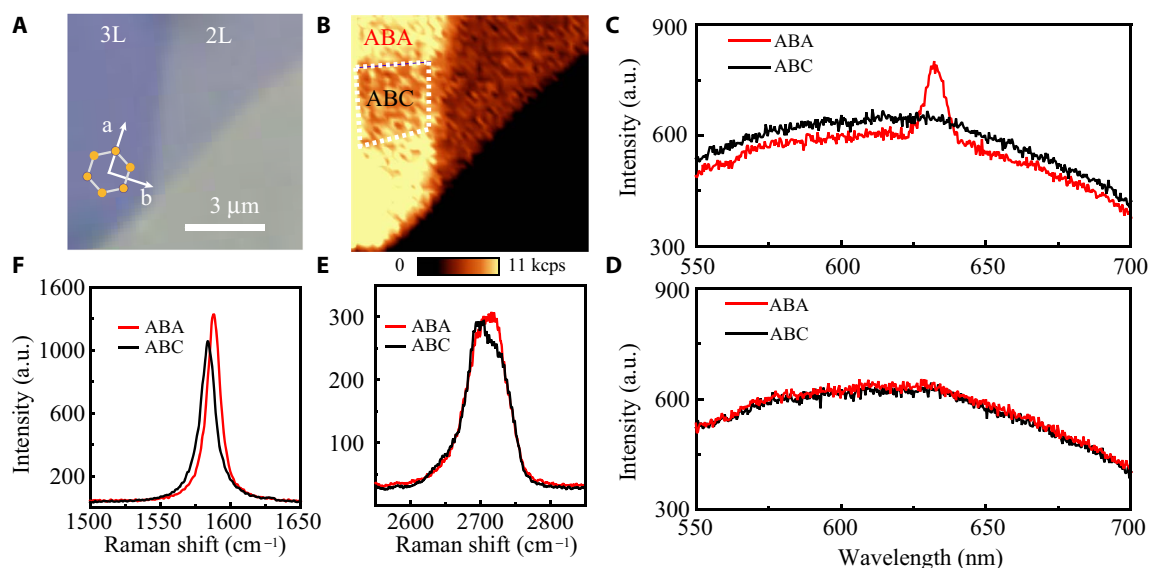 A
3L
2L
a
b
3 μm
B
ABA
ABC
0
11 kcps
C
900
600
300
Intensity (a.u.)
ABA
ABC
550
600
650
700
F
1600
1200
1000
600
200
Intensity (a.u.)
ABA
ABC
1500
1550
1600
1650
Raman shift (cm⁻¹)
E
300
200
100
ABA
ABC
2600
2700
2800
Raman shift (cm⁻¹)
D
900
600
300
Intensity (a.u.)
ABA
ABC
550
600
650
700
Wavelength (nm)